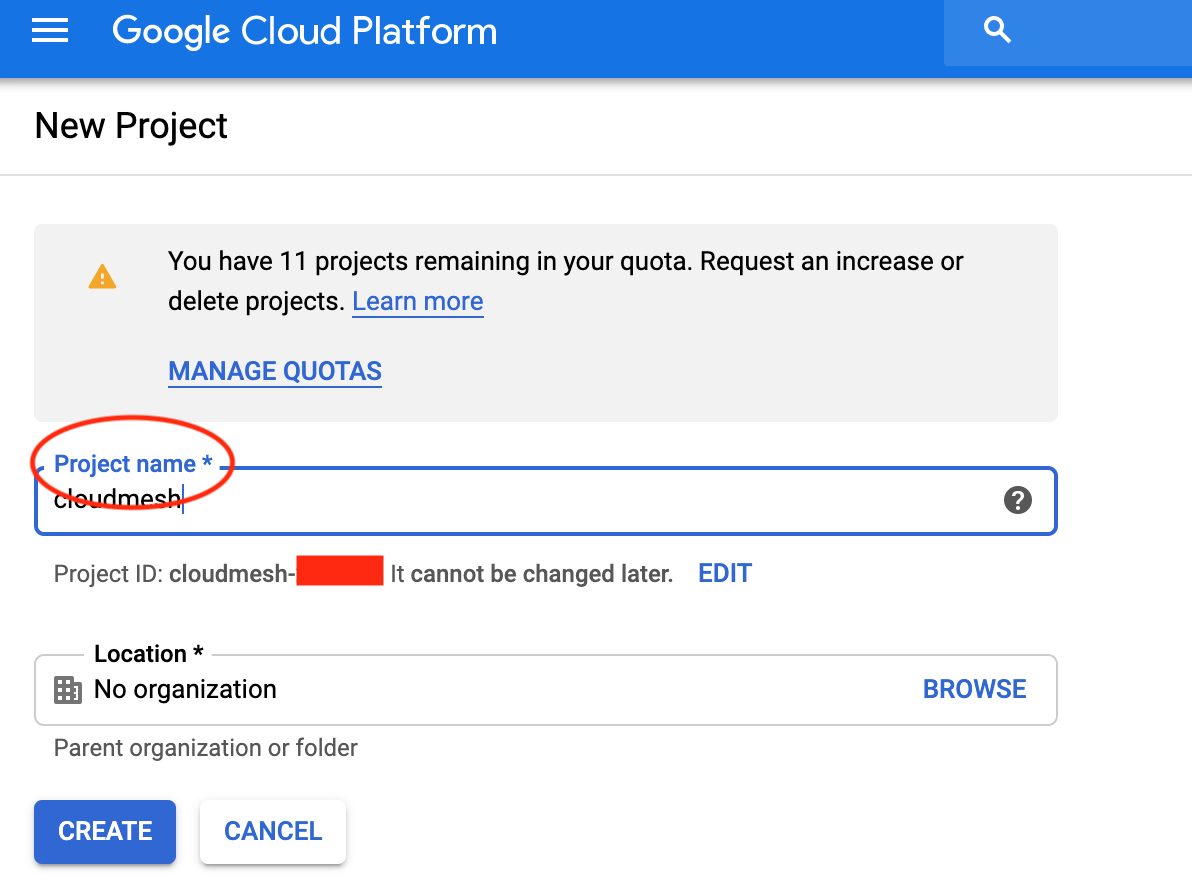 Google Cloud Platform
New Project
You have 11 projects remaining in your quota. Request an increase or
delete projects. Learn more
MANAGE QUOTAS
Project name *
cloudmesh
Project ID: cloudmesh- It cannot be changed later. EDIT
Location *
No organization BROWSE
Parent organization or folder
CREATE CANCEL